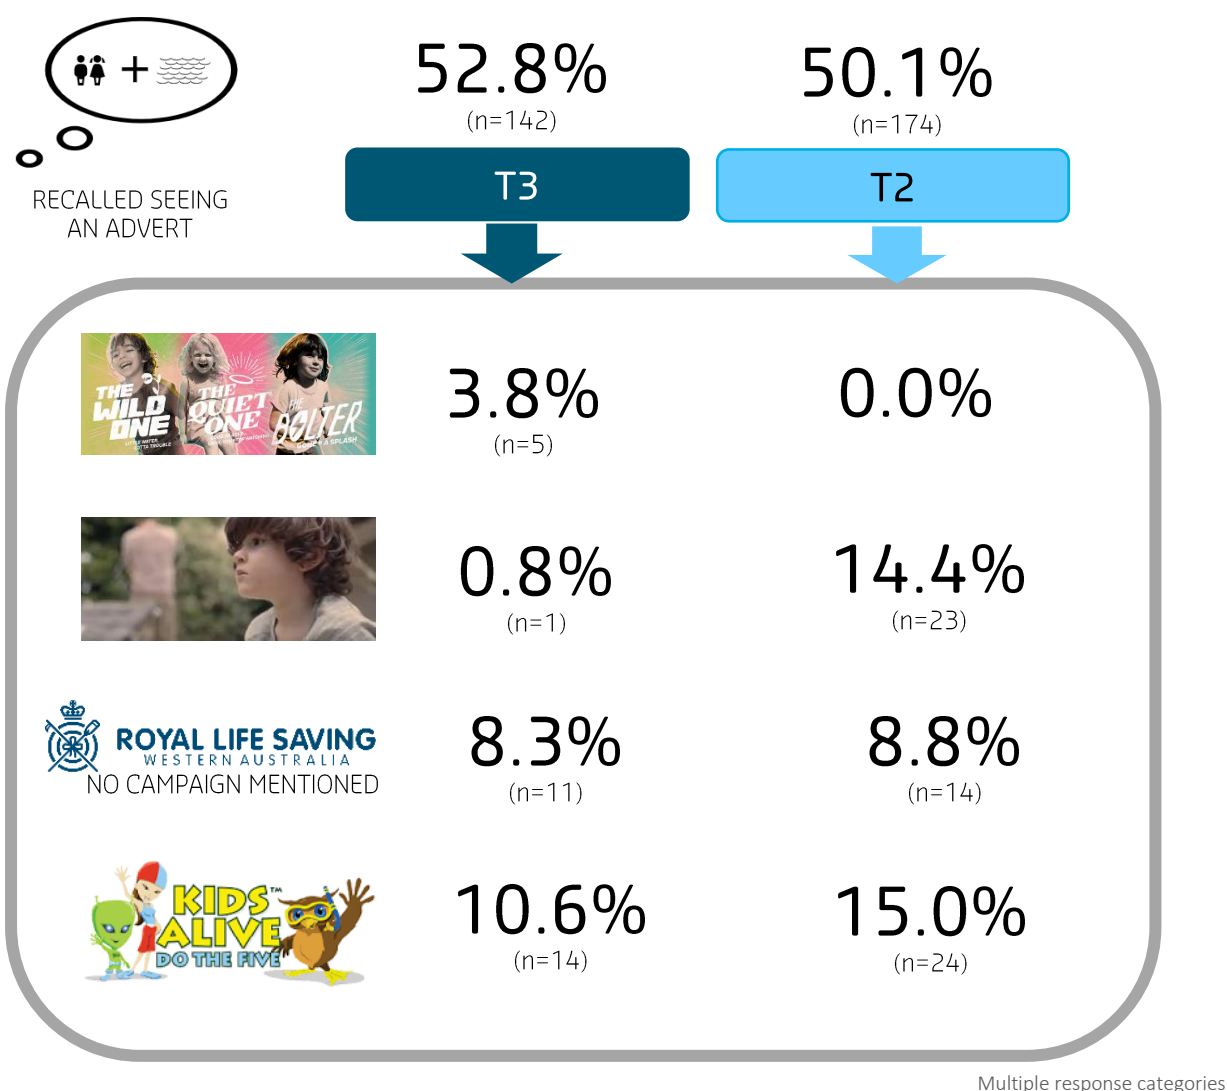 52.8%
50.1%
(n=142)
(n=174)
T3
T2
RECALLED SEEING
AN ADVERT
THE
WILD
ONE
THE
QUIET
ONE
THE
BOLTER
3.8%
0.0%
(n=5)
0.8%
14.4%
(n=1)
(n=23)
ROYAL LIFE SAVING
WESTERN AUSTRALIA
NO CAMPAIGN MENTIONED
8.3%
8.8%
(n=11)
(n=14)
KIDS™
ALIVE
DO THE FIVE
10.6%
15.0%
(n=14)
(n=24)
Multiple response categories